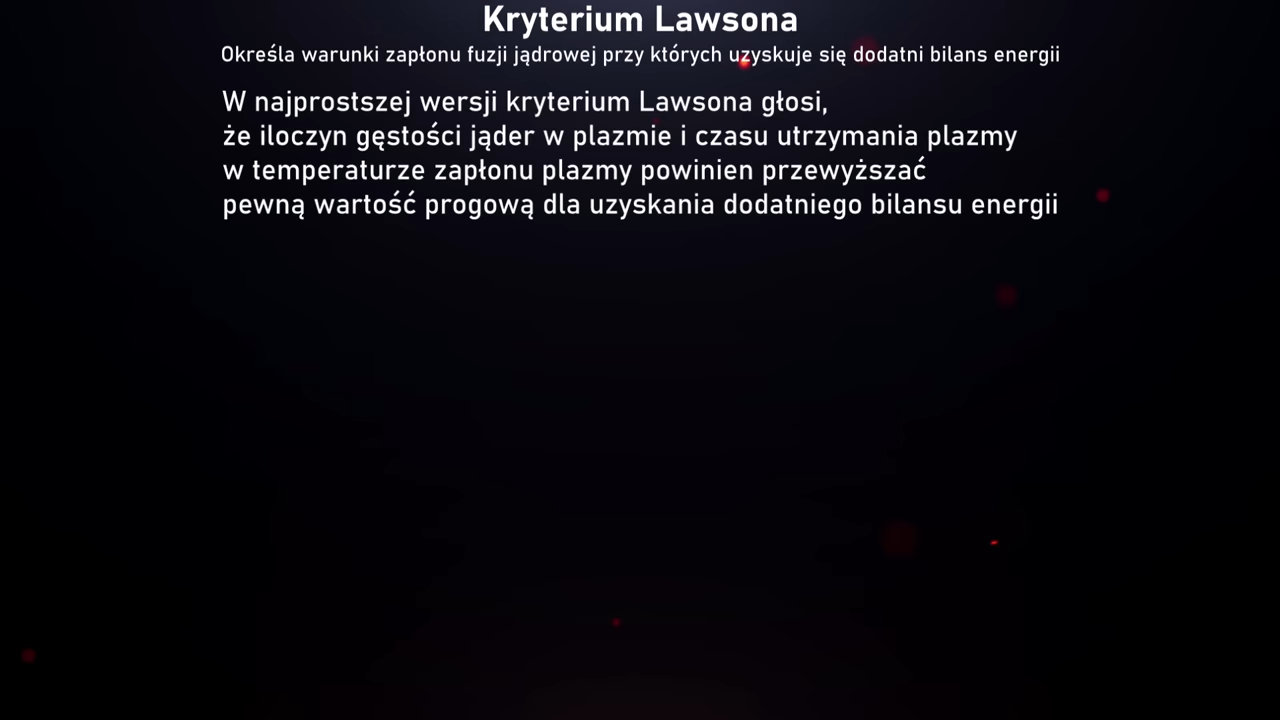 Kryterium Lawsona
Określa warunki zapłonu fuzji jądrowej przy których uzyskuje się dodatni bilans energii
W najprostszej wersji kryterium Lawsona głosi,
że iloczyn gęstości jąder w plazmie i czasu utrzymania plazmy
w temperaturze zapłonu plazmy powinien przewyższać
pewną wartość progową dla uzyskania dodatniego bilansu energii